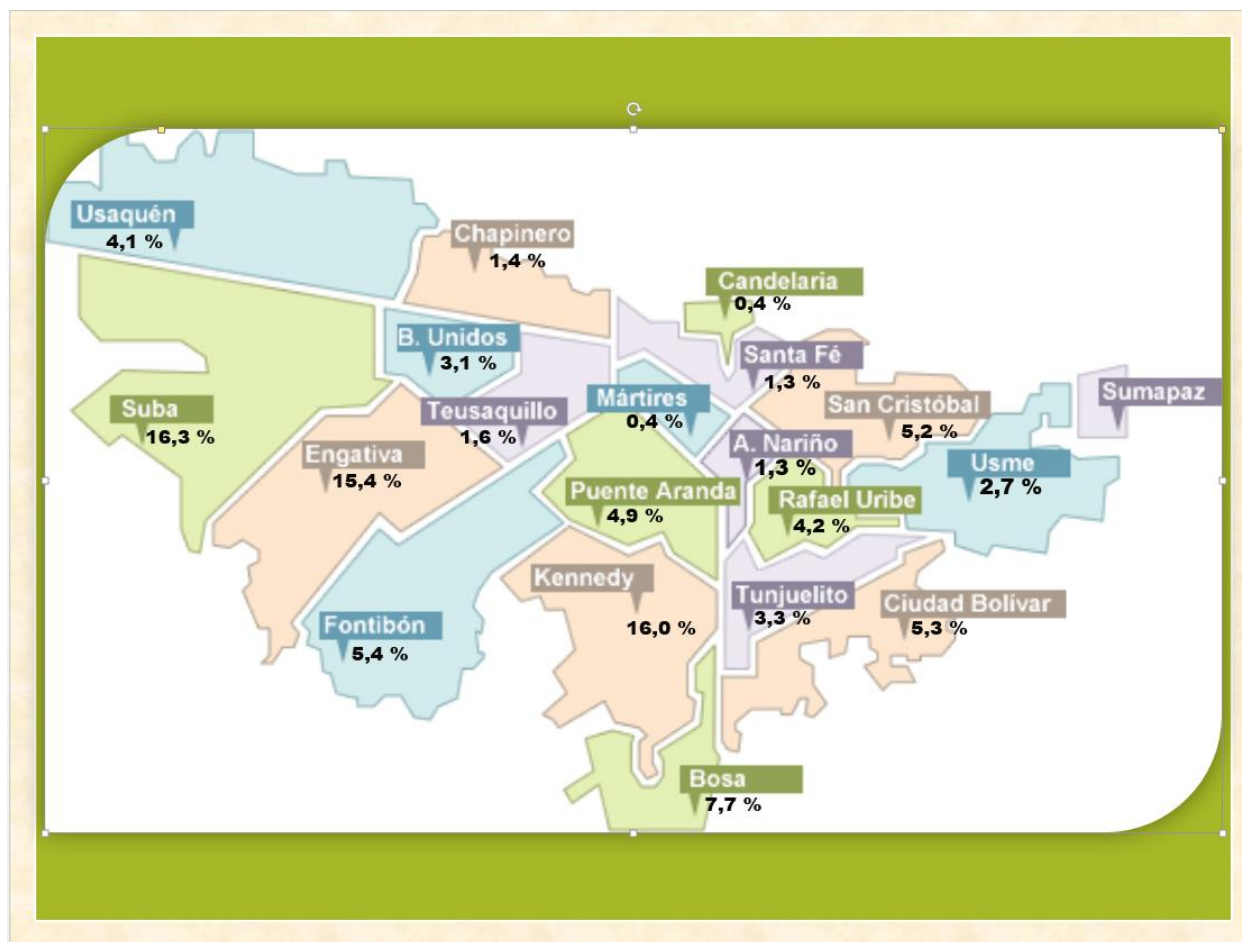 Usaquén
4,1 %
Chapinero
1,4 %
Candelaria
0,4 %
B. Unidos
3,1 %
Santa Fé
1,3 %
Sumapaz
Mártires
0,4 %
Teusaquillo
1,6 %
Suba
16,3 %
San Cristóbal
5,2 %
A. Nariño
1,3 %
Engativa
15,4 %
Usme
2,7 %
Puente Aranda
4,9 %
Rafael Uribe
4,2 %
Kennedy
16,0 %
Tunjuelito
3,3 %
Ciudad Bolívar
5,3 %
Fontibón
5,4 %
Bosa
7,7 %